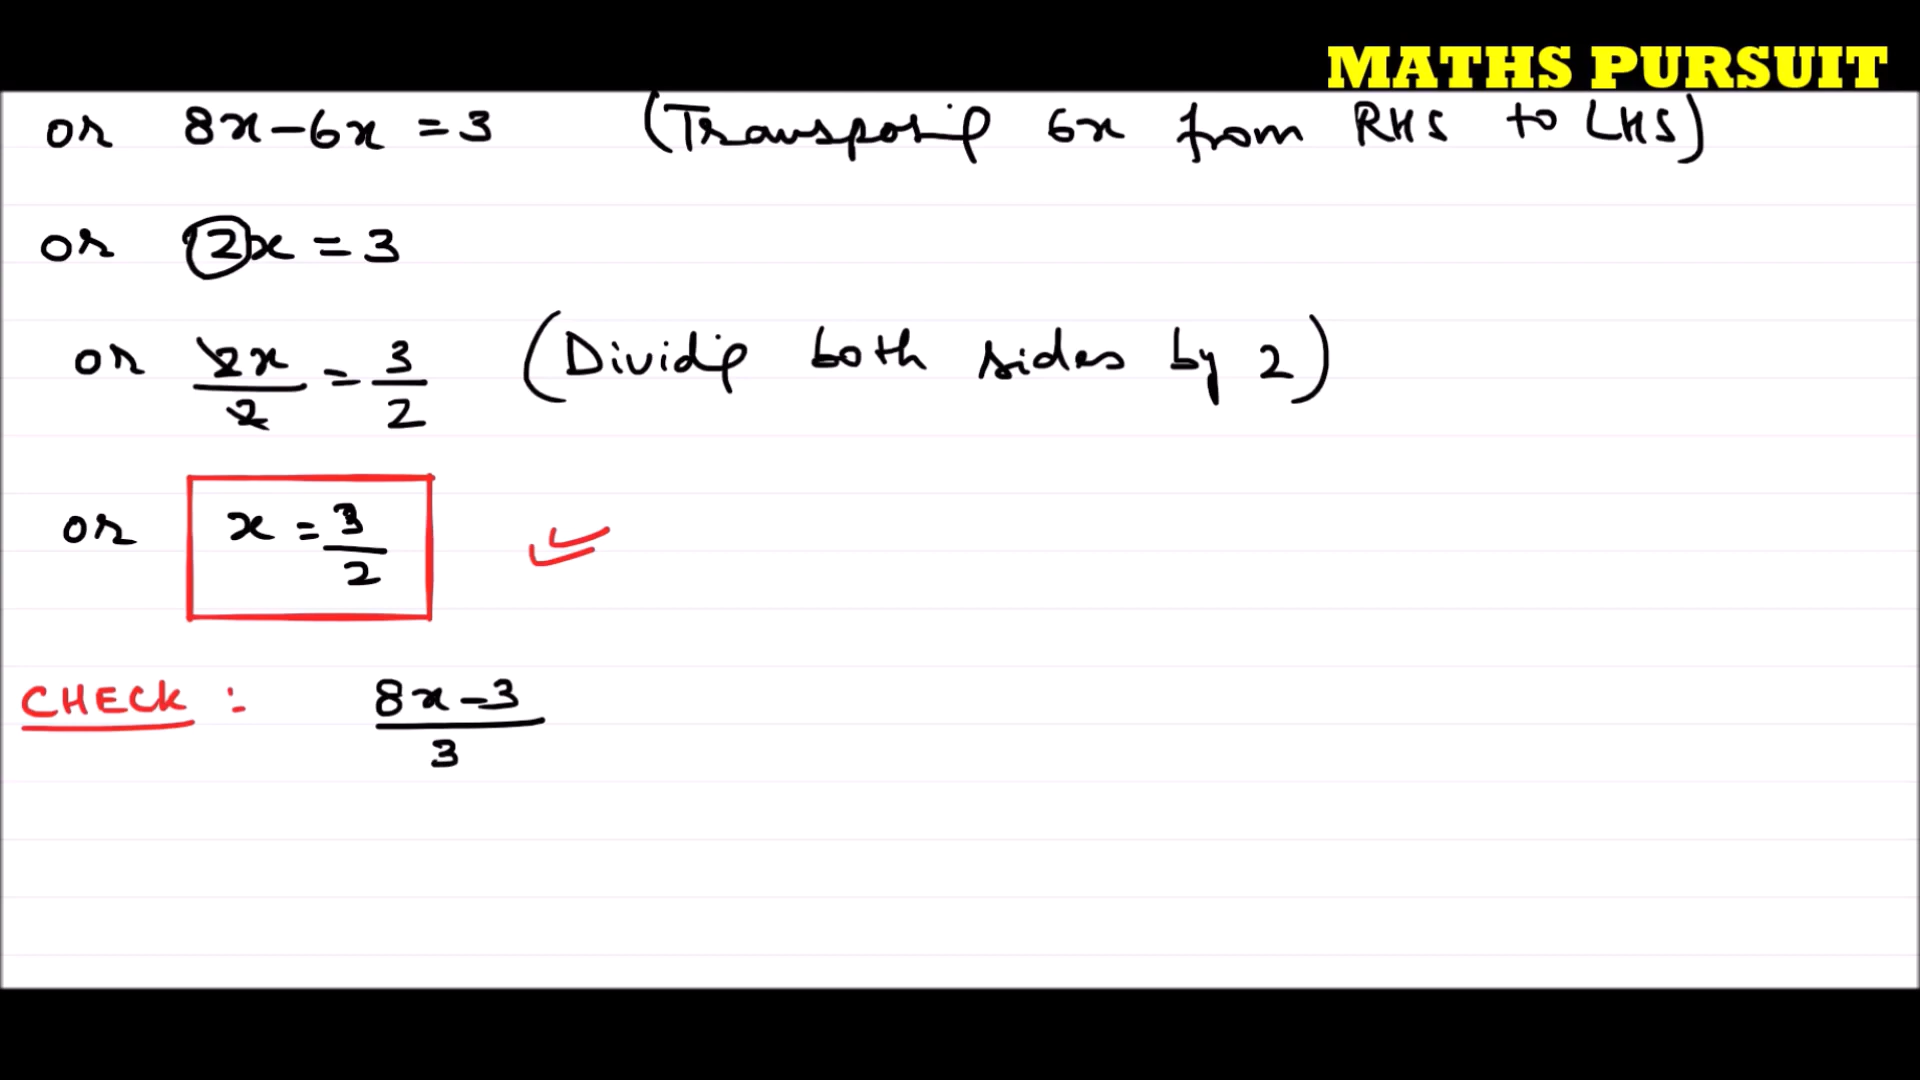 MATHS PURSUIT
or 8x-6x = 3 (Transposing 6x from RHS to LHS)
or 2x = 3
or 2x/2 = 3/2 (Dividing both sides by 2)
or x = 3/2
CHECK : 8x-3/3